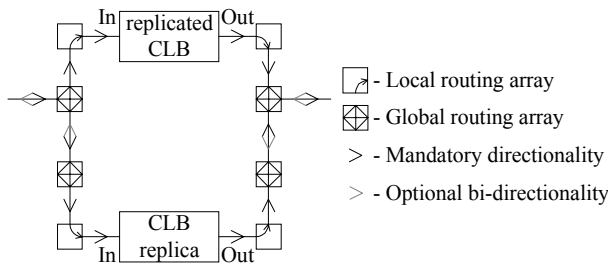 In
replicated
CLB
Out
- Local routing array
- Global routing array
- Mandatory directionality
- Optional bi-directionality
In
CLB
replica
Out